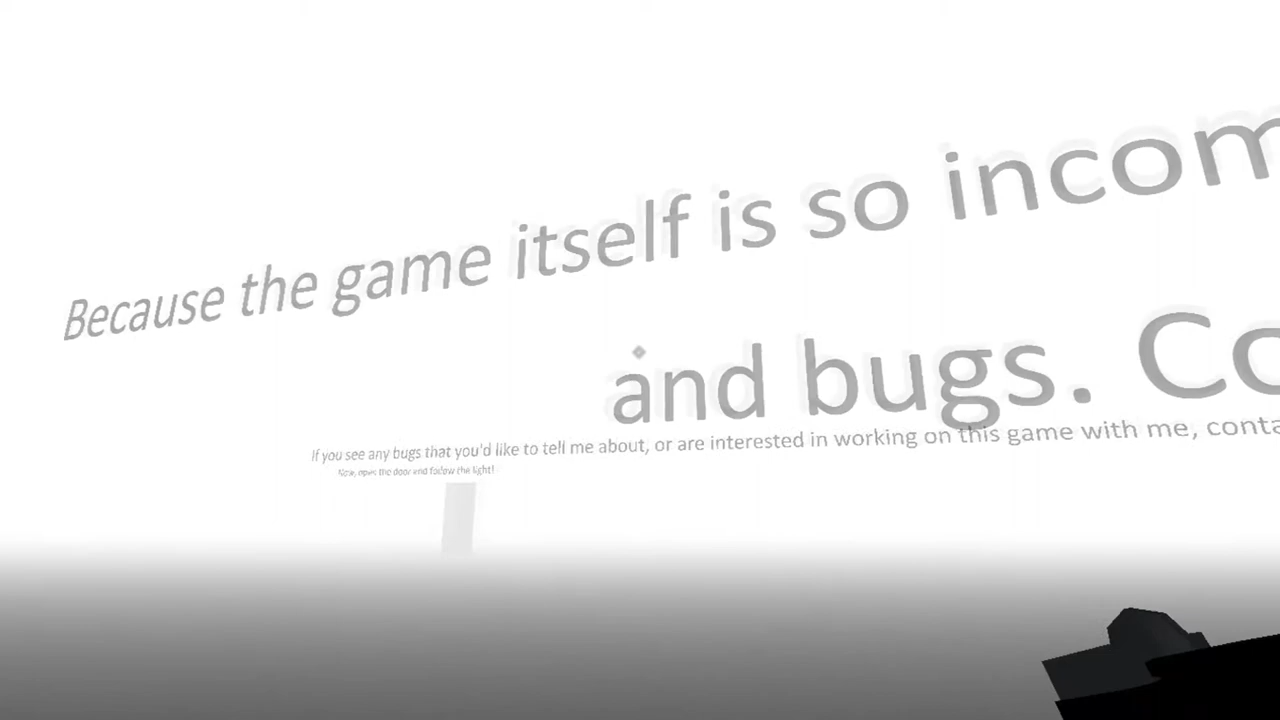 Because the game itself is so incom
and bugs. Co
If you see any bugs that you'd like to tell me about, or are interested in working on this game with me, conta
Now, open the door and follow the light!